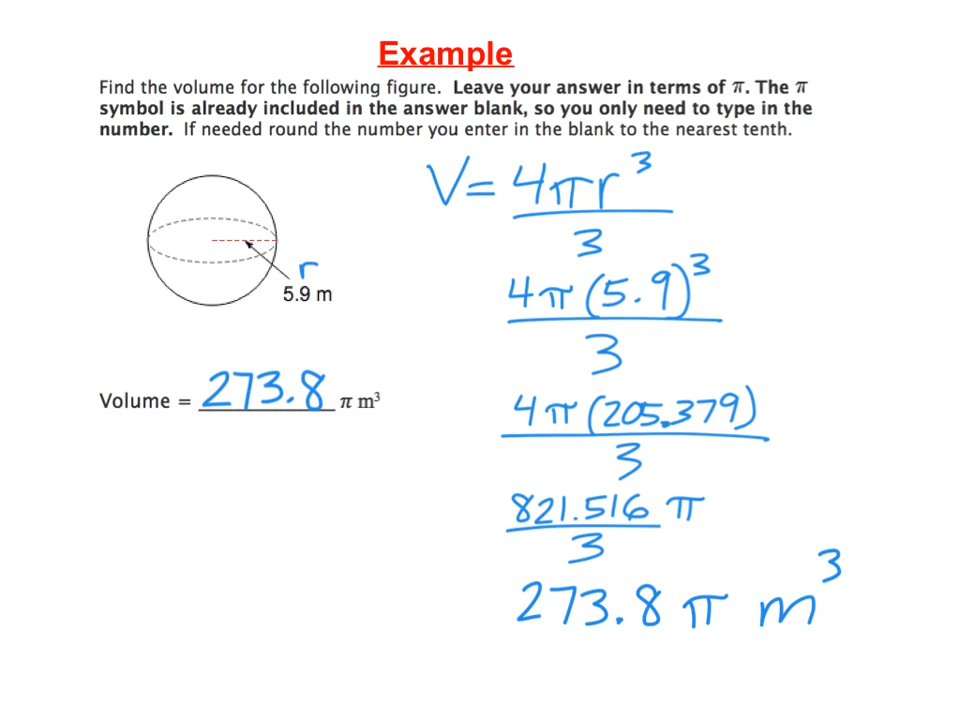 Example
Find the volume for the following figure. Leave your answer in terms of π. The π
symbol is already included in the answer blank, so you only need to type in the
number. If needed round the number you enter in the blank to the nearest tenth.
V = 4πr³
3
r
5.9 m
4π(5.9)³
3
Volume = 273.8 π m³
4π(205.379)
3
821.516 π
3
273.8 π m³